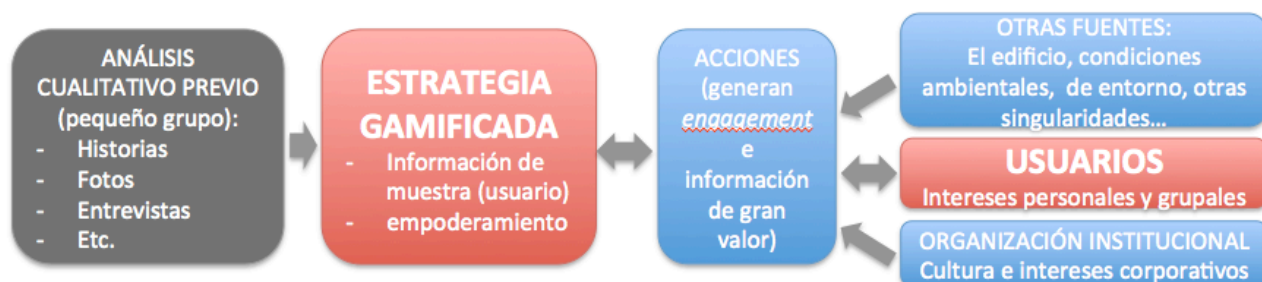 ANÁLISIS
CUALITATIVO PREVIO
(pequeño grupo):
- Historias
- Fotos
- Entrevistas
- Etc.
ESTRATEGIA
GAMIFICADA
- Información de
muestra (usuario)
- empoderamiento
ACCIONES
(generan
engagement
e
información
de gran
valor)
OTRAS FUENTES:
El edificio, condiciones
ambientales, de entorno, otras
singularidades...
USUARIOS
Intereses personales y grupales
ORGANIZACIÓN INSTITUCIONAL
Cultura e intereses corporativos